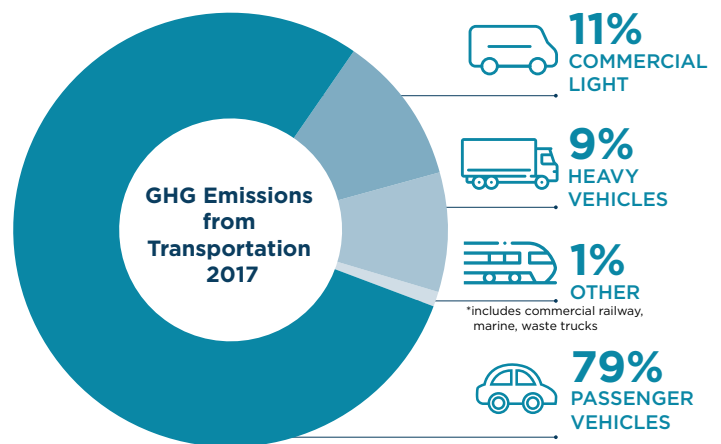 GHG Emissions
from
Transportation
2017
11%
COMMERCIAL
LIGHT
9%
HEAVY
VEHICLES
1%
OTHER
*includes commercial railway,
marine, waste trucks
79%
PASSENGER
VEHICLES